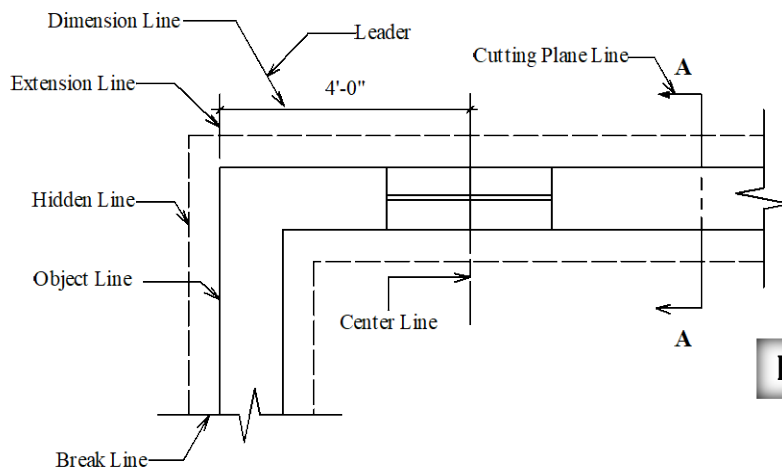 Dimension Line
Leader
Cutting Plane Line
A
Extension Line
4'-0"
Hidden Line
Object Line
Center Line
A
Break Line